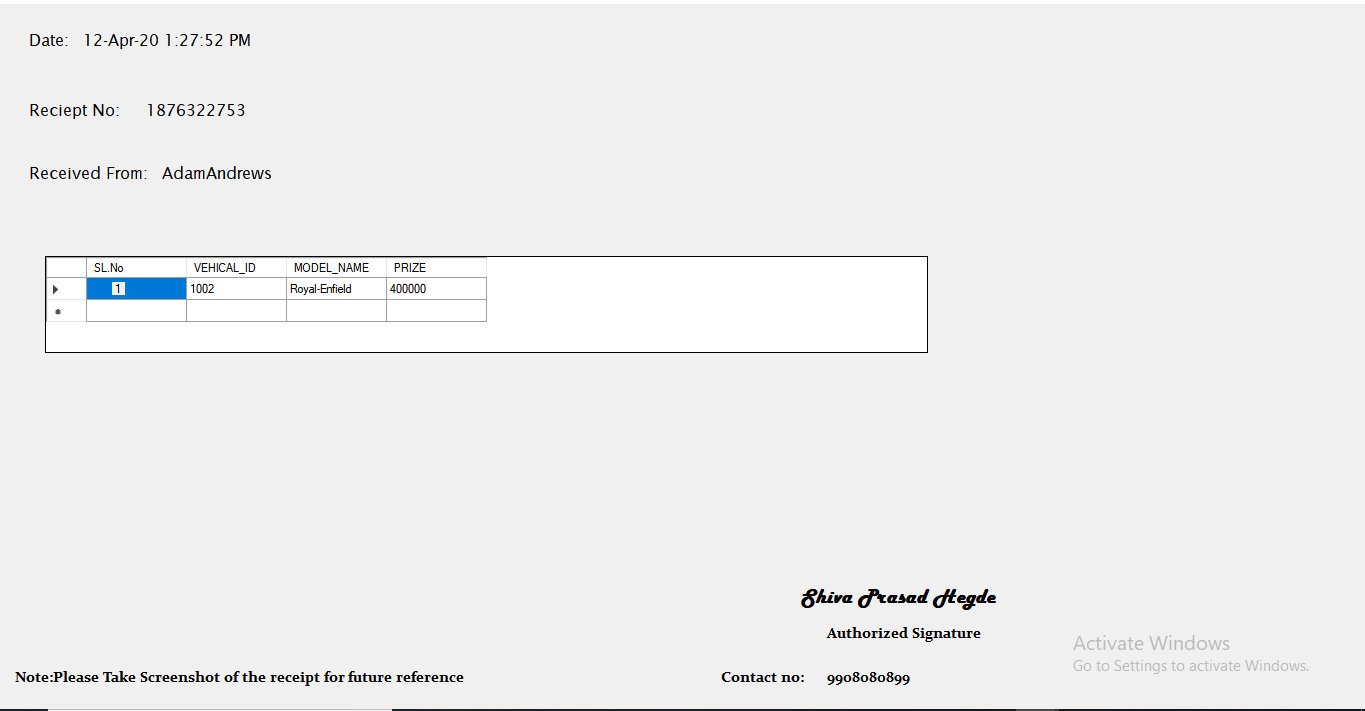 Date: 12-Apr-20 1:27:52 PM
Reciept No: 1876322753
Received From: AdamAndrews
SL.No VEHICAL_ID MODEL_NAME PRIZE
1 1002 Royal-Enfield 400000
Shiva Prasad Hegde
Authorized Signature
Activate Windows
Go to Settings to activate Windows.
Note:Please Take Screenshot of the receipt for future reference
Contact no: 9908080899